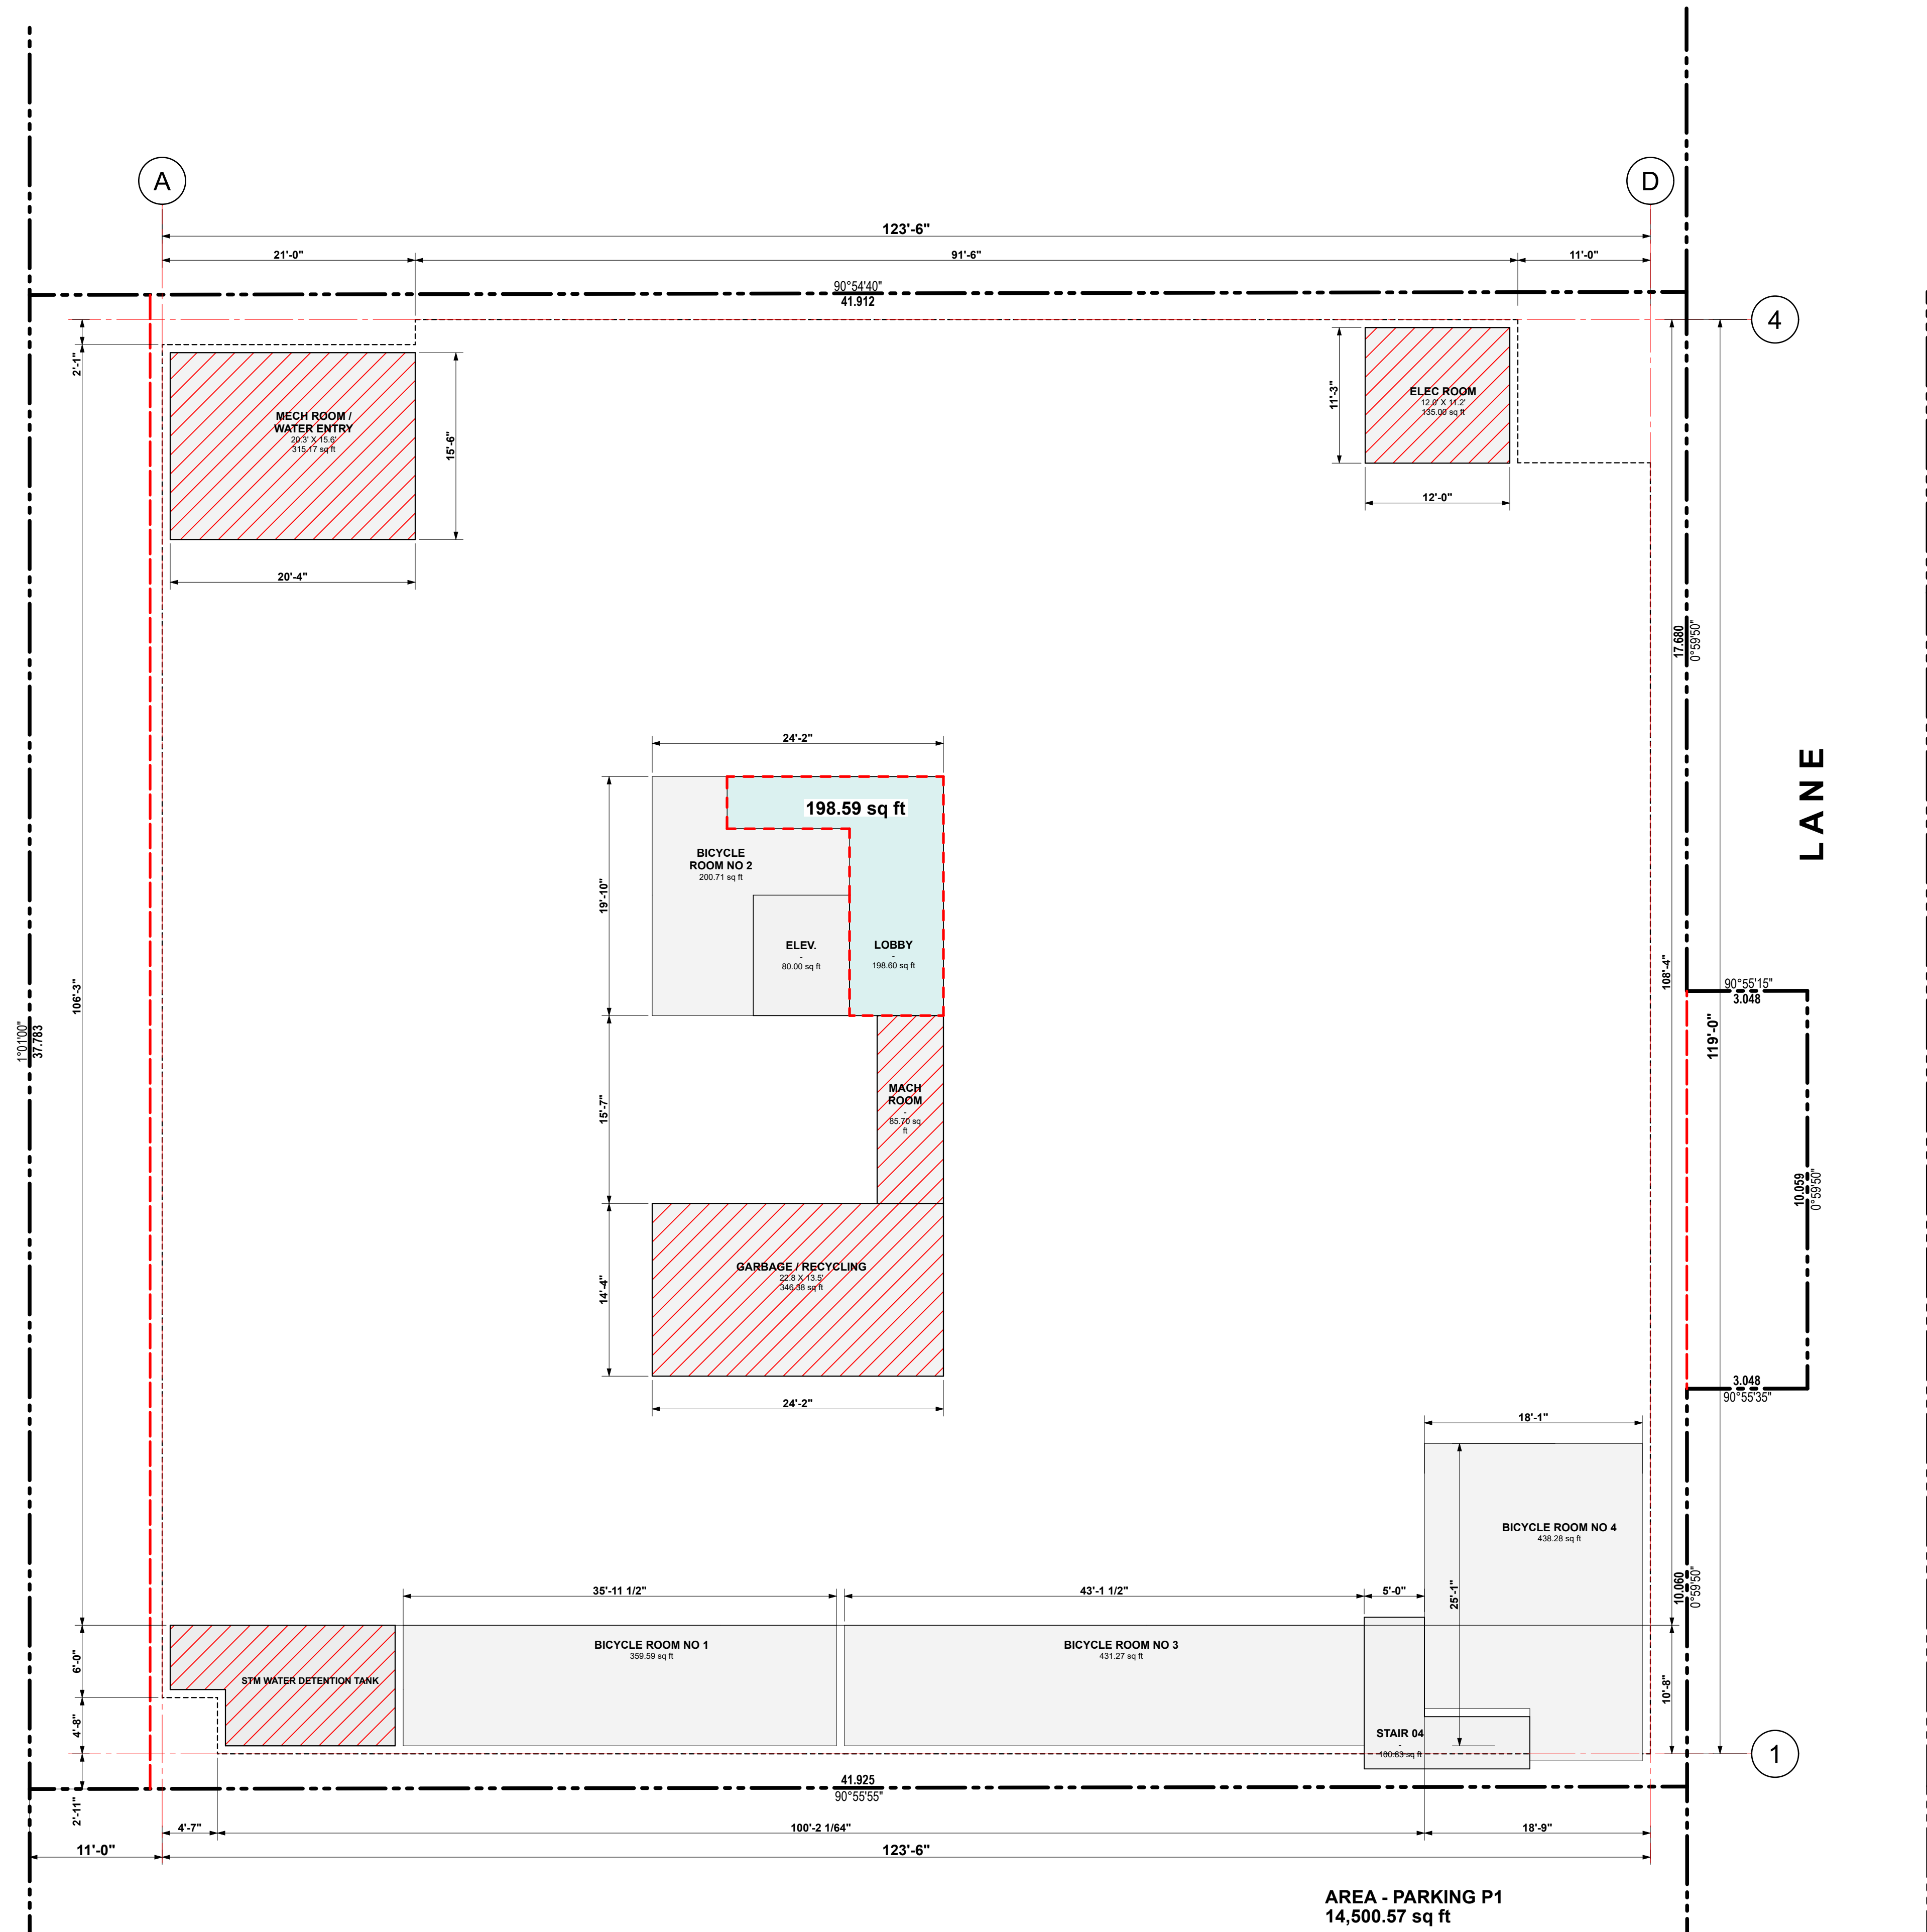 A
D
123'-6"
21'-0"
91'-6"
11'-0"
90°54'40"
41.912
4
2'-1"
MECH ROOM /
WATER ENTRY
20.3' X 15.6'
315.17 sq ft
15'-6"
20'-4"
11'-3"
ELEC ROOM
12.0' X 11.2'
135.00 sq ft
12'-0"
17.680
0°59'50"
LANE
24'-2"
198.59 sq ft
BICYCLE
ROOM NO 2
200.71 sq ft
19'-10"
ELEV.
-
80.00 sq ft
LOBBY
-
198.60 sq ft
106'-3"
108'-4"
119'-0"
90°55'15"
3.048
1°01'00"
37.783
15'-7"
MACH
ROOM
-
85.70 sq
ft
10.059
0°59'50"
14'-4"
GARBAGE / RECYCLING
22.8 X 13.5'
346.38 sq ft
24'-2"
3.048
90°55'35"
18'-1"
25'-1"
BICYCLE ROOM NO 4
438.28 sq ft
35'-11 1/2"
43'-1 1/2"
5'-0"
10.060
0°59'50"
6'-0"
STM WATER DETENTION TANK
BICYCLE ROOM NO 1
359.59 sq ft
BICYCLE ROOM NO 3
431.27 sq ft
10'-8"
4'-8"
STAIR 04
-
180.63 sq ft
1
2'-11"
41.925
90°55'55"
4'-7"
100'-2 1/64"
18'-9"
11'-0"
123'-6"
AREA - PARKING P1
14,500.57 sq ft